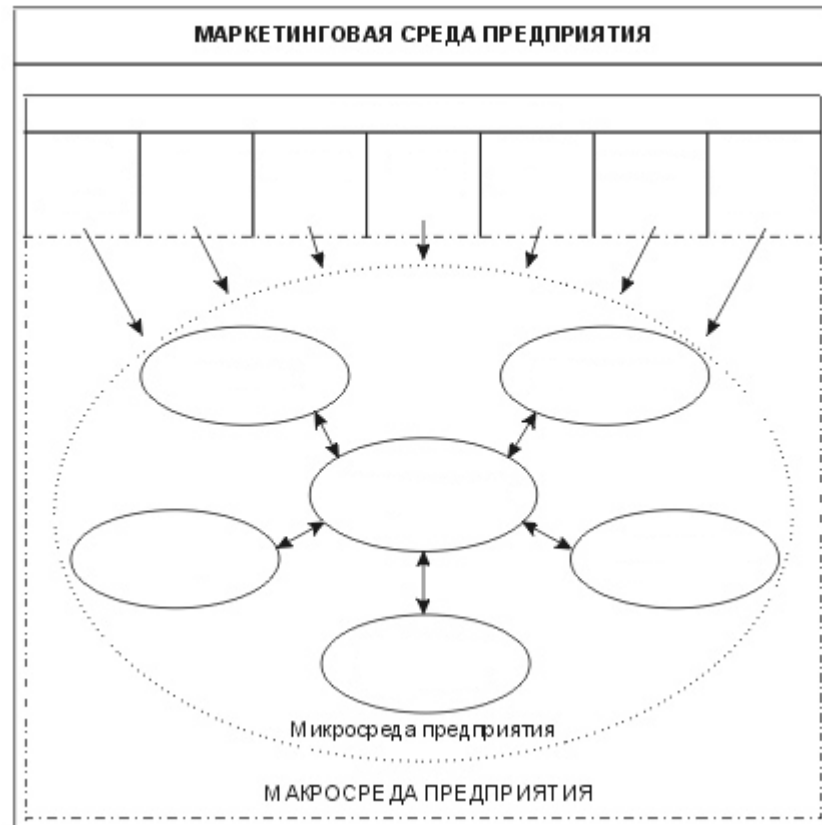 МАРКЕТИНГОВАЯ СРЕДА ПРЕДПРИЯТИЯ
Микросреда предприятия
МАКРОСРЕДА ПРЕДПРИЯТИЯ